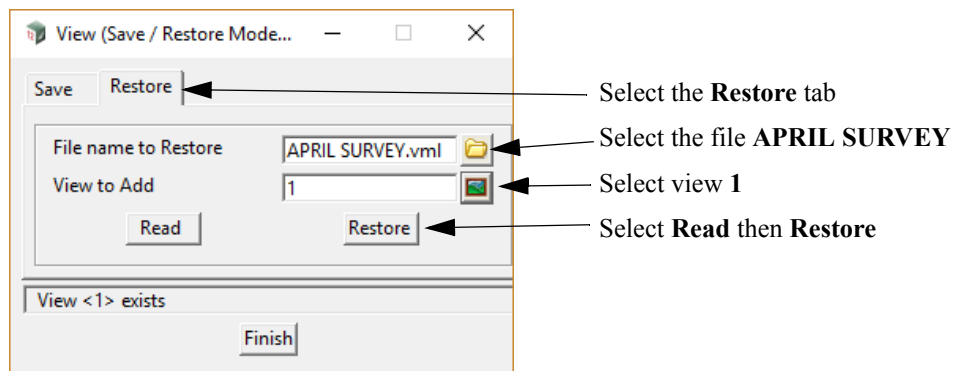 View (Save / Restore Mode...
Save Restore
Select the Restore tab
File name to Restore APRIL SURVEY.vml
Select the file APRIL SURVEY
View to Add 1
Select view 1
Read Restore
Select Read then Restore
View <1> exists
Finish